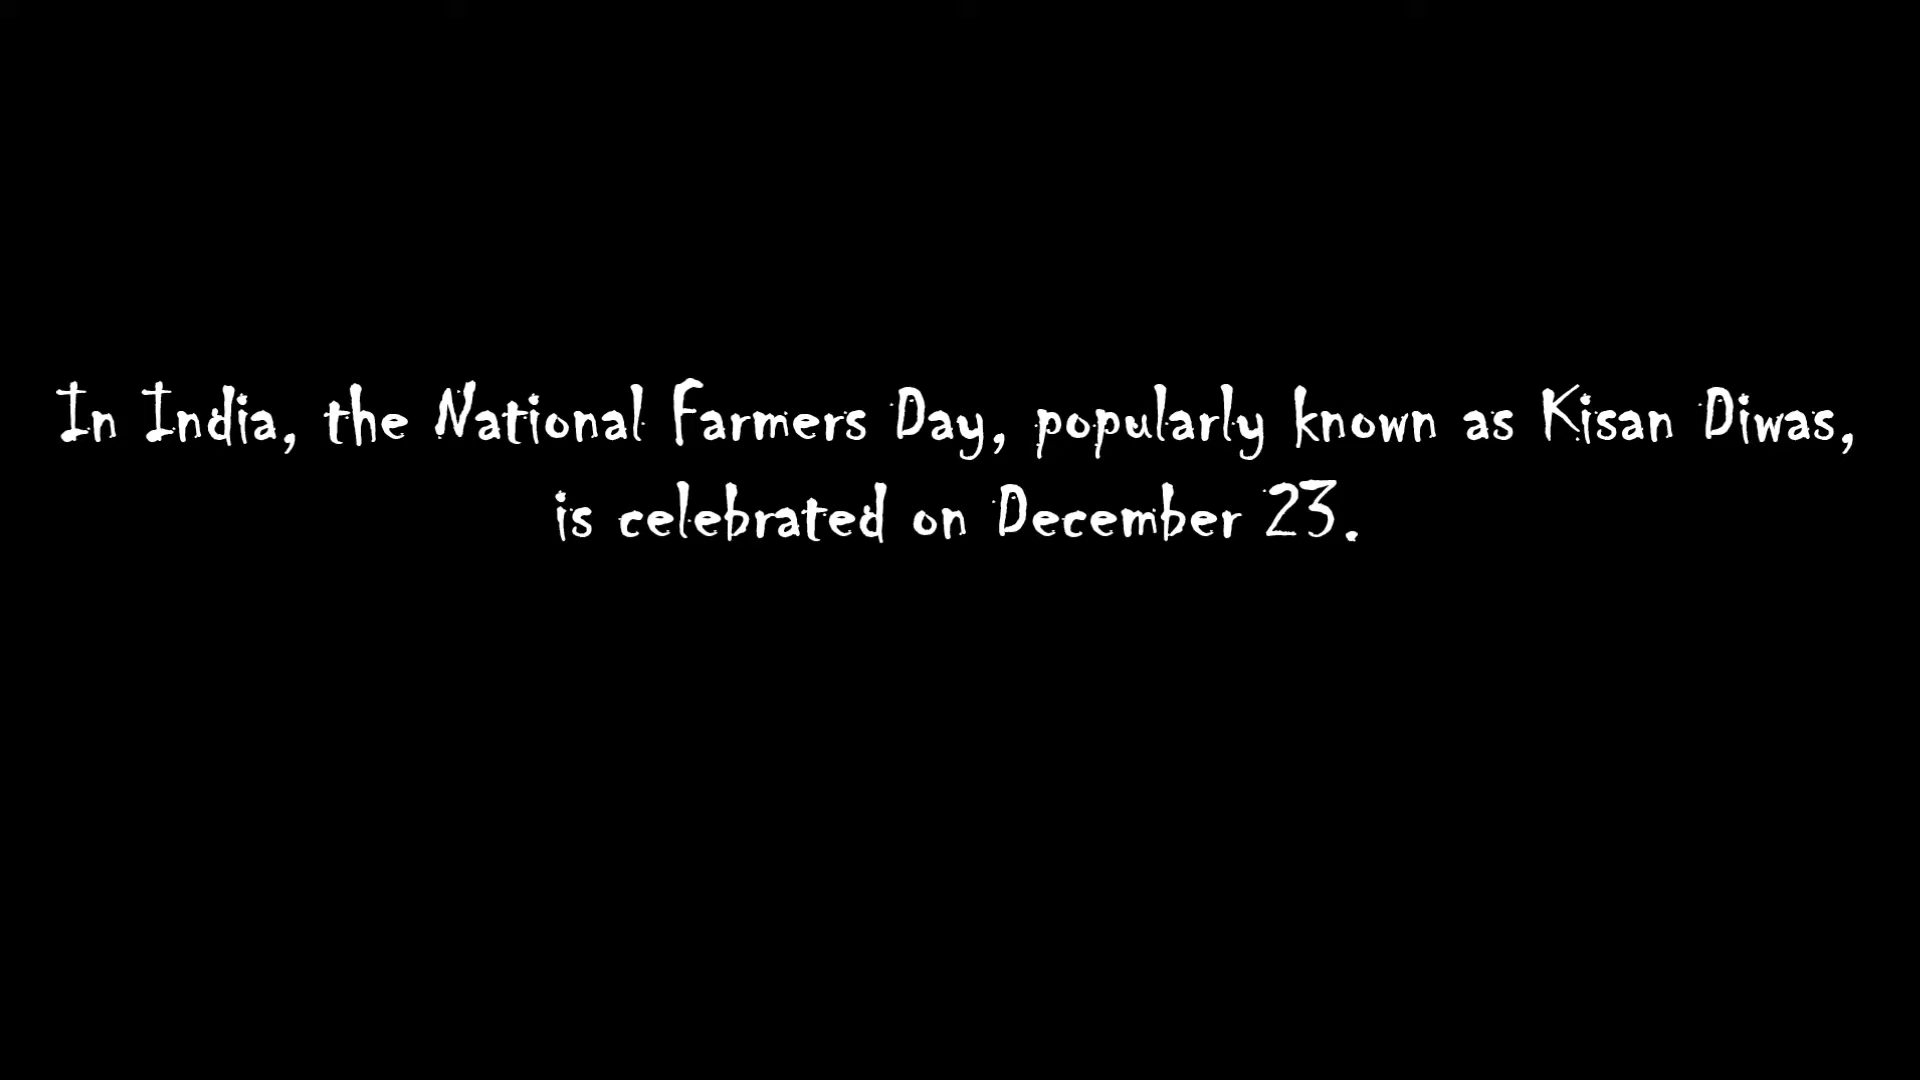 In India, the National Farmers Day, popularly known as Kisan Diwas,
is celebrated on December 23.